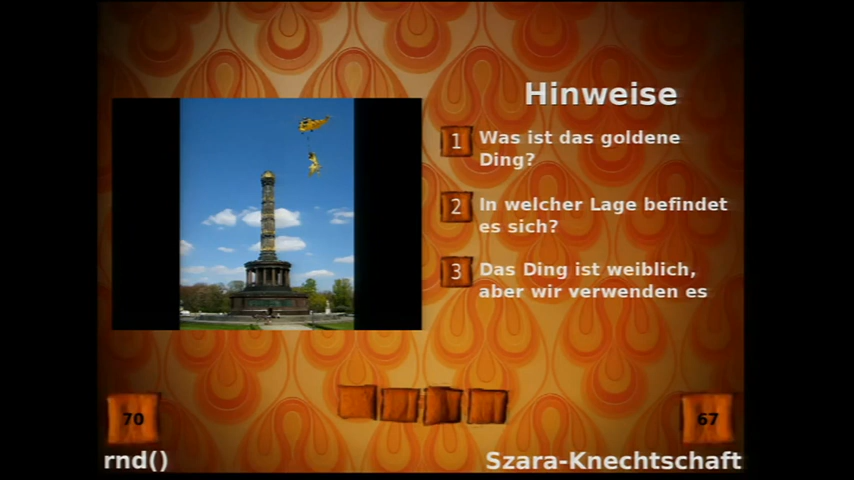 Hinweise
1 Was ist das goldene
Ding?
2 In welcher Lage befindet
es sich?
3 Das Ding ist weiblich,
aber wir verwenden es
70
67
rnd()
Szara-Knechtschaft